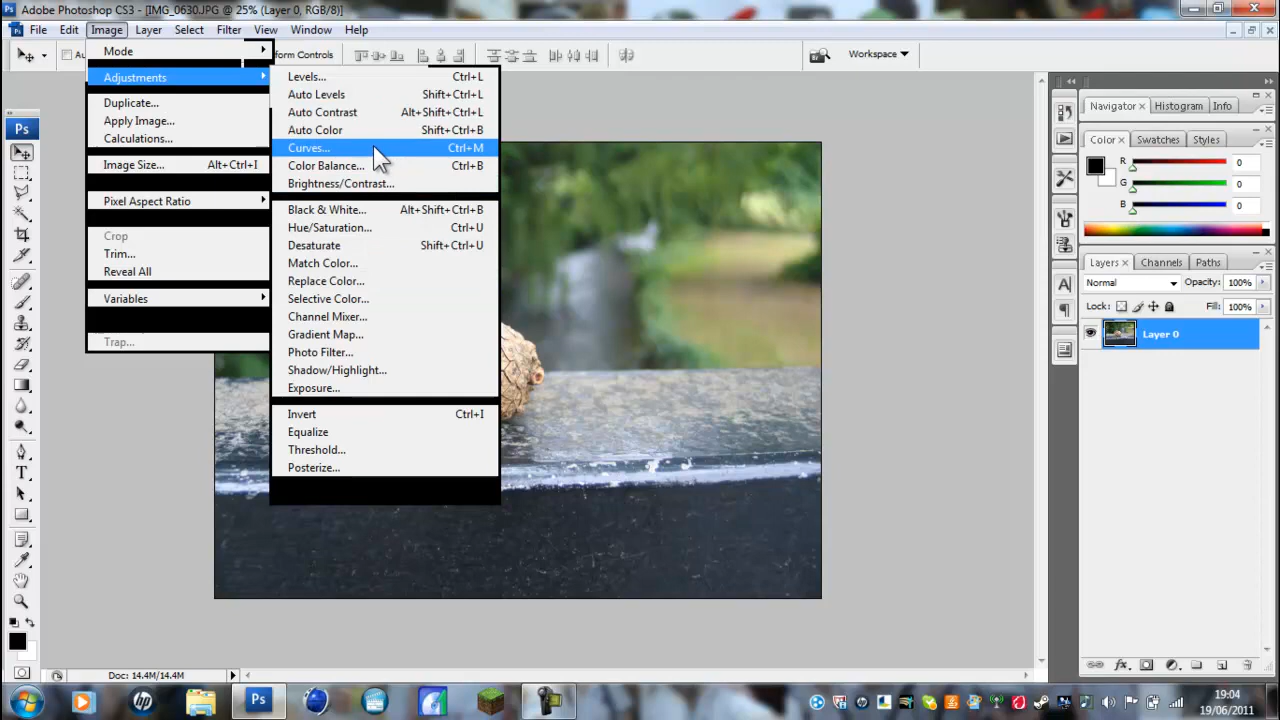 Adobe Photoshop CS3 - [IMG_0630.JPG @ 25% (Layer 0, RGB/8)]
File Edit Image Layer Select Filter View Window Help
Mode
Adjustments
Duplicate...
Apply Image...
Calculations...
Image Size... Alt+Ctrl+I
Pixel Aspect Ratio
Crop
Trim...
Reveal All
Variables
Trap...
Levels... Ctrl+L
Auto Levels Shift+Ctrl+L
Auto Contrast Alt+Shift+Ctrl+L
Auto Color Shift+Ctrl+B
Curves... Ctrl+M
Color Balance... Ctrl+B
Brightness/Contrast...
Black & White... Alt+Shift+Ctrl+B
Hue/Saturation... Ctrl+U
Desaturate Shift+Ctrl+U
Match Color...
Replace Color...
Selective Color...
Channel Mixer...
Gradient Map...
Photo Filter...
Shadow/Highlight...
Exposure...
Invert Ctrl+I
Equalize
Threshold...
Posterize...
form Controls
Workspace
Ps
Navigator Histogram Info
Color Swatches Styles
R 0
G 0
B 0
Layers Channels Paths
Normal Opacity: 100%
Lock: Fill: 100%
Layer 0
Doc: 14.4M/14.4M
Ps
19:04
19/06/2011